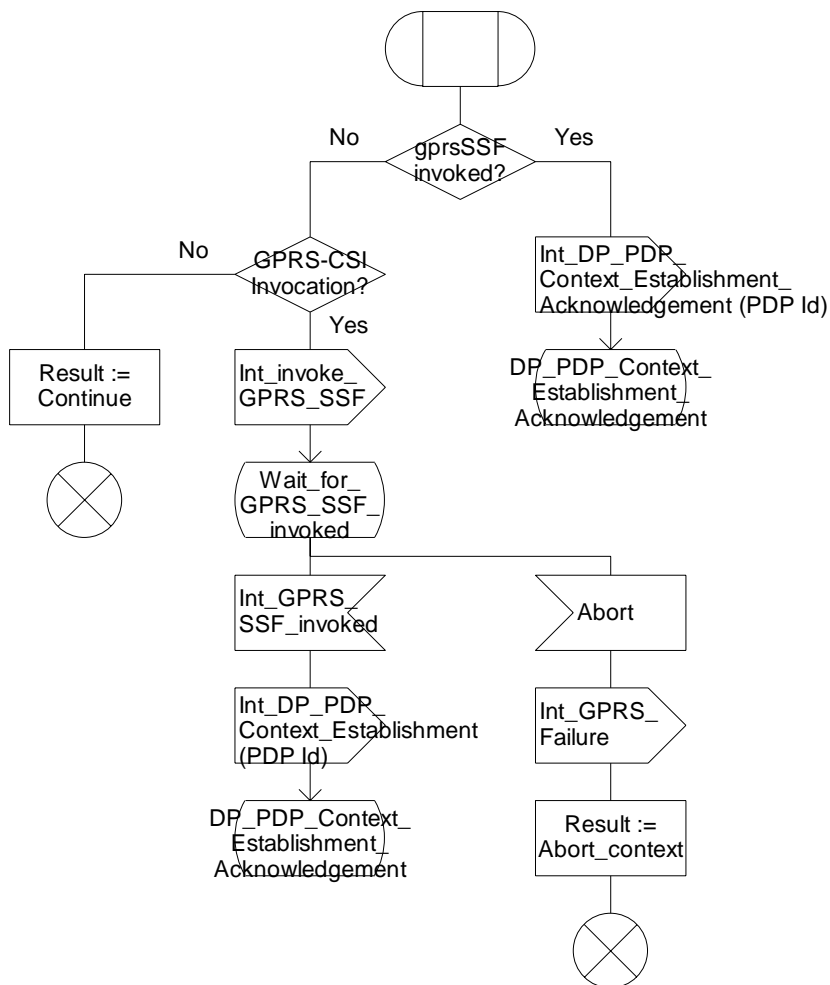 No
gprsSSF
invoked?
Yes
No
GPRS-CSI
Invocation?
Yes
Int_DP_PDP_
Context_Establishment_
Acknowledgement (PDP Id)
Result :=
Continue
Int_invoke_
GPRS_SSF
DP_PDP_Context_
Establishment_
Acknowledgement
Wait_for_
GPRS_SSF_
invoked
Int_GPRS_
SSF_invoked
Abort
Int_DP_PDP_
Context_Establishment
(PDP Id)
Int_GPRS_
Failure
DP_PDP_Context_
Establishment_
Acknowledgement
Result :=
Abort_context